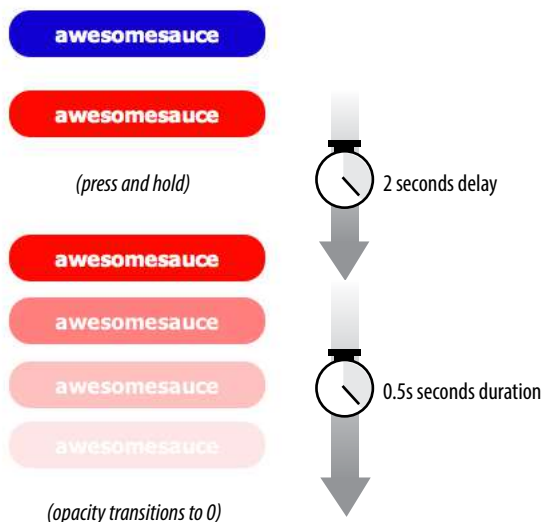 awesomesauce
awesomesauce
(press and hold)
2 seconds delay
awesomesauce
awesomesauce
awesomesauce
awesomesauce
0.5s seconds duration
(opacity transitions to 0)